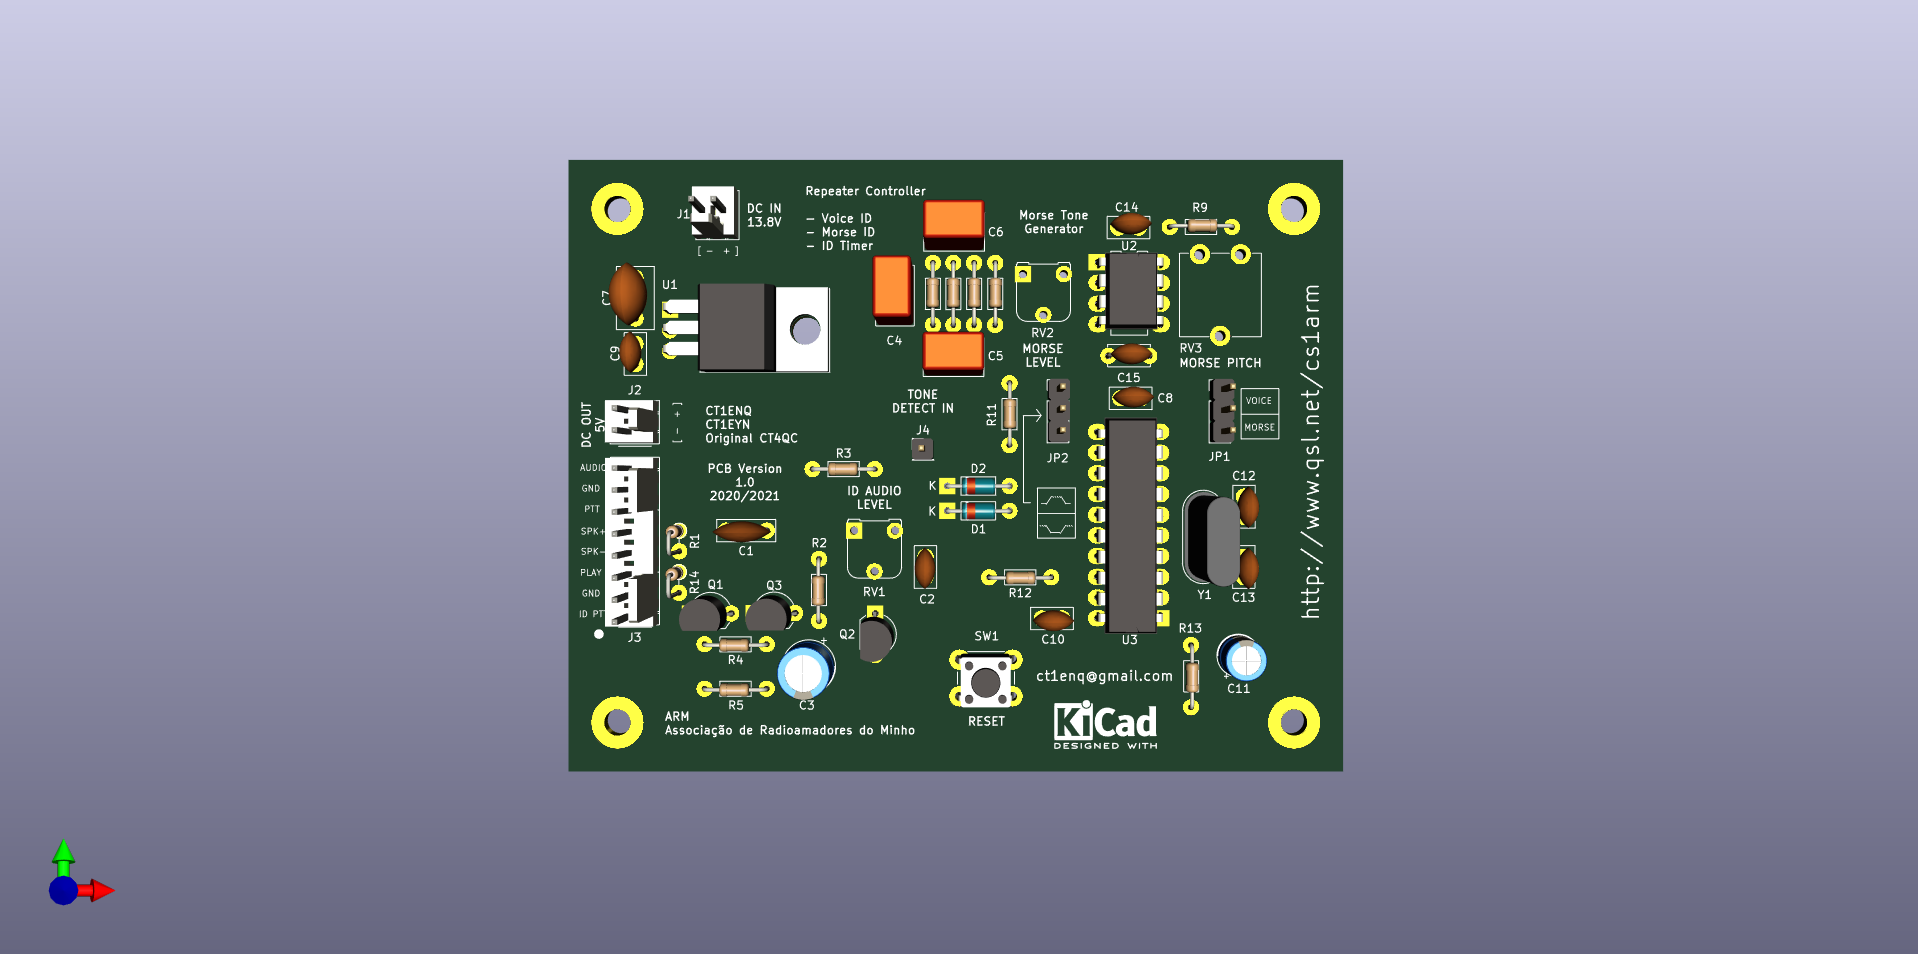 Repeater Controller
- Voice ID
- Morse ID
- ID Timer
J1
DC IN
13.8V
[- +]
C6
Morse Tone
Generator
C14
R9
U2
C7
U1
C4
C5
C9
RV2
MORSE
LEVEL
RV3
MORSE PITCH
C15
C8
http://www.qsl.net/cs1arm
J2
DC OUT
5V
[- +]
CT1ENQ
CT1EYN
Original CT4QC
TONE
DETECT IN
J4
R11
JP2
VOICE
MORSE
JP1
AUDIO
GND
PTT
SPK+
SPK-
PLAY
GND
ID PT
J3
PCB Version
1.0
2020/2021
R3
ID AUDIO
LEVEL
K
D2
K
D1
C12
C13
Y1
C1
R1
R14
R2
Q1
Q3
RV1
C2
R12
C10
U3
R13
Q2
SW1
R4
R5
C3
RESET
ct1enq@gmail.com
C11
KiCad
DESIGNED WITH
ARM
Associação de Radioamadores do Minho